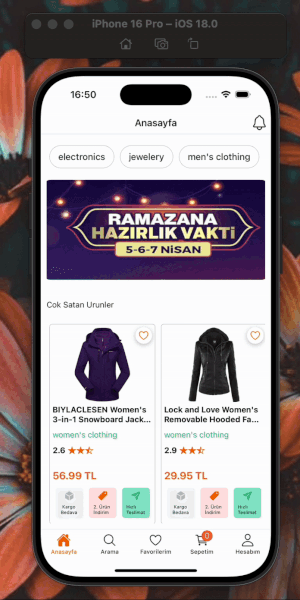 iPhone 16 Pro – iOS 18.0
16:50
Anasayfa
electronics
jewelery
men's clothing
RAMAZANA
HAZIRLIK VAKTİ
5-6-7 NİSAN
Cok Satan Urunler
BIYLACLESEN Women's
3-in-1 Snowboard Jack...
women's clothing
2.6
56.99 TL
Kargo
Bedava
2. Ürün
İndirim
Hızlı
Teslimat
Lock and Love Women's
Removable Hooded Fa...
women's clothing
2.9
29.95 TL
Kargo
Bedava
2. Ürün
İndirim
Hızlı
Teslimat
Anasayfa
Arama
Favorilerim
0
Sepetim
Hesabım